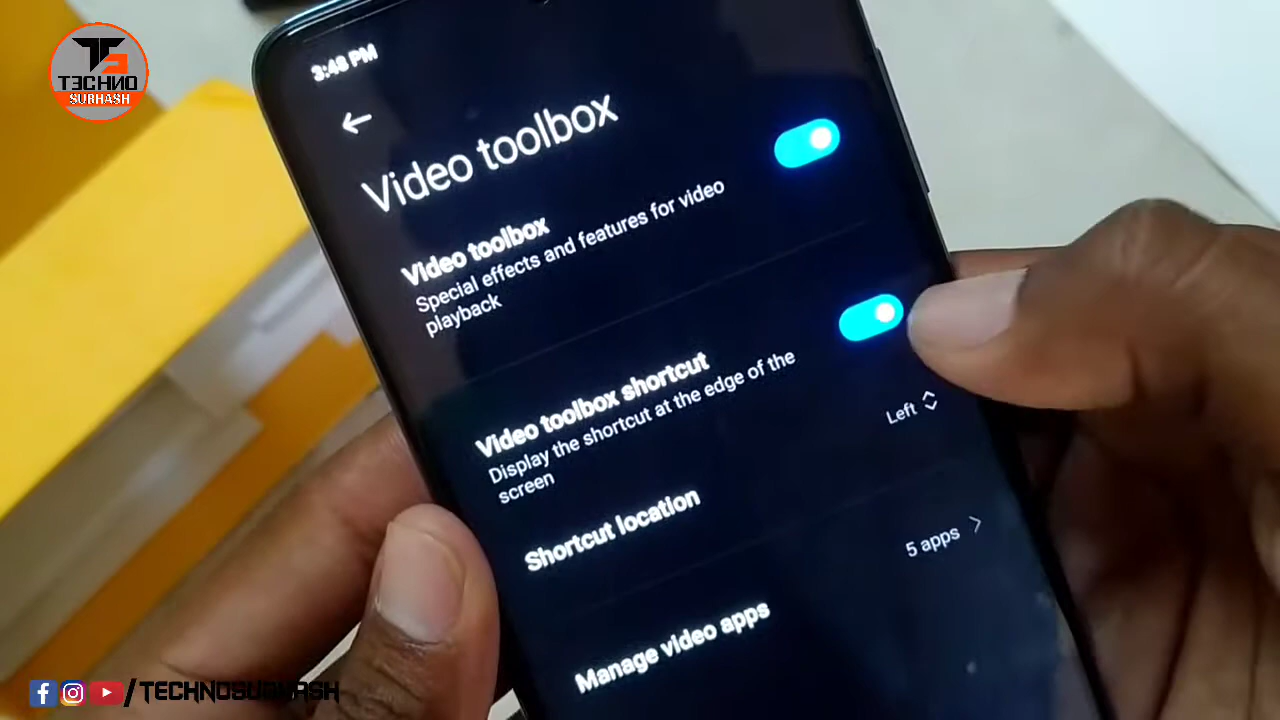 TS
TECHNO
SUBHASH
3:48 PM
Video toolbox
Video toolbox
Special effects and features for video
playback
Video toolbox shortcut
Display the shortcut at the edge of the
screen
Shortcut location
Left
Manage video apps
5 apps
/TECHNOSUBHASH